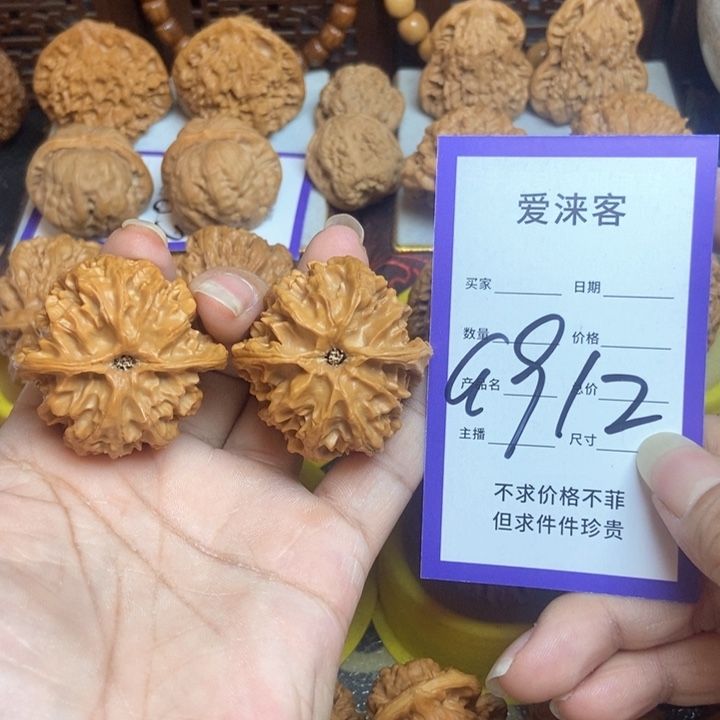 爱涞客
买家 日期
数量 价格
G912
产品名 总价
主播 尺寸
不求价格不菲
但求件件珍贵